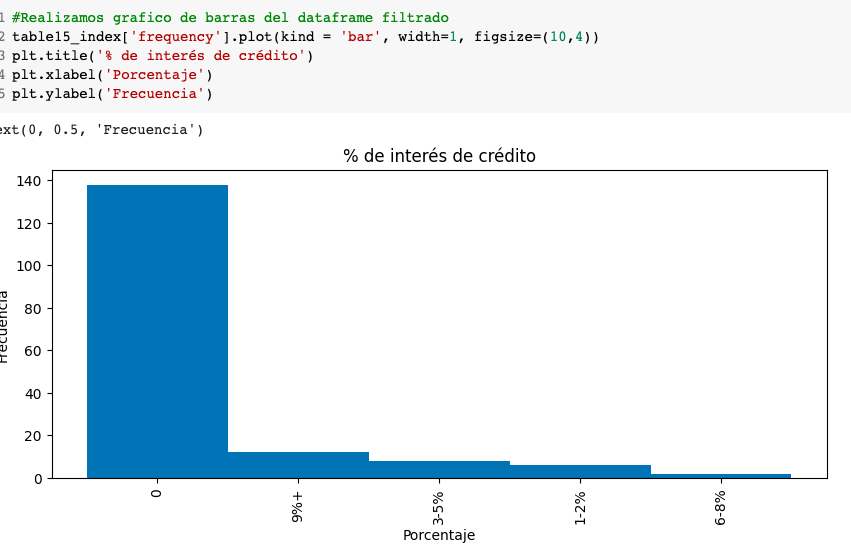 1 #Realizamos grafico de barras del dataframe filtrado
2 table15_index['frequency'].plot(kind = 'bar', width=1, figsize=(10,4))
3 plt.title('% de interés de crédito')
4 plt.xlabel('Porcentaje')
5 plt.ylabel('Frecuencia')
ext(0, 0.5, 'Frecuencia')
% de interés de crédito
140
120
100
80
60
40
20
0
Frecuencia
0
9%+
3-5%
1-2%
6-8%
Porcentaje